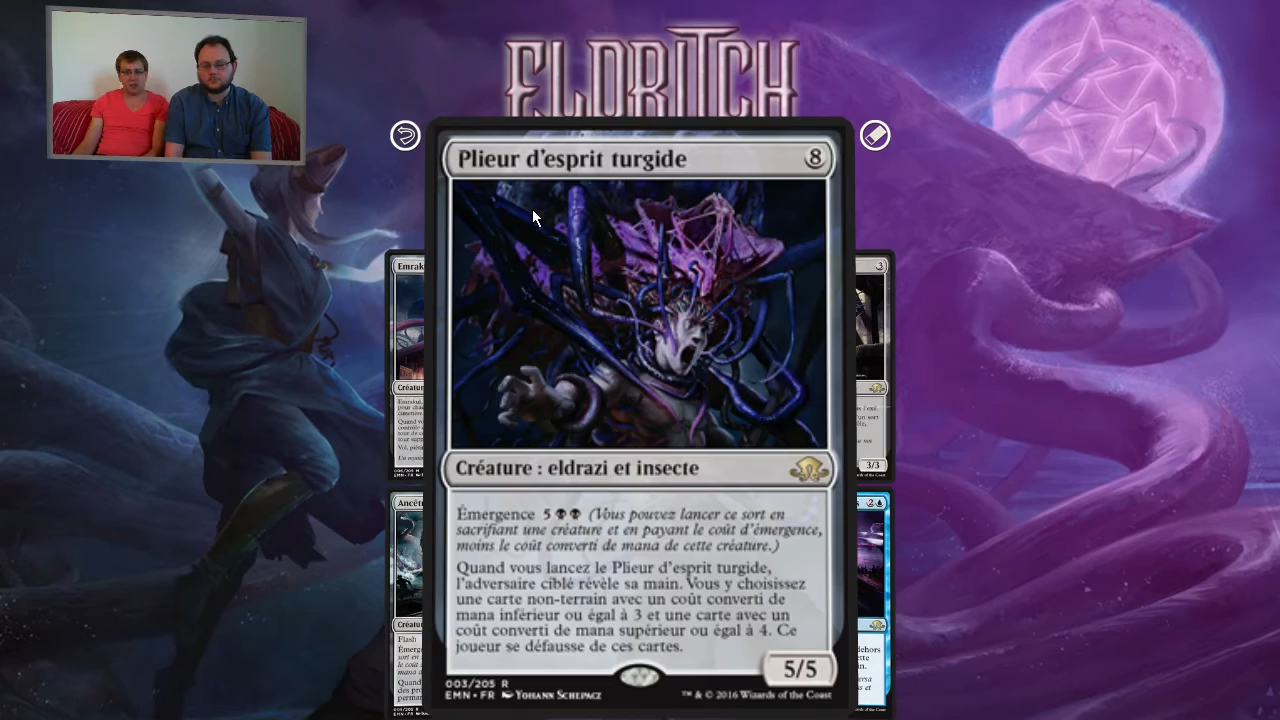 ELDRITCH
Plieur d'esprit turgide 8
Créature : eldrazi et insecte
Émergence 5 (Vous pouvez lancer ce sort en
sacrifiant une créature et en payant le coût d'émergence,
moins le coût converti de mana de cette créature.)
Quand vous lancez le Plieur d'esprit turgide,
l'adversaire ciblé révèle sa main. Vous y choisissez
une carte non-terrain avec un coût converti de
mana inférieur ou égal à 3 et une carte avec un
coût converti de mana supérieur ou égal à 4. Ce
joueur se défausse de ces cartes.
5/5
003/205 R
EMN • FR Yohann Schepacz
™ & © 2016 Wizards of the Coast
Emrak
Créatur
3
3/3
Ancêt
Créatur
Flash
2